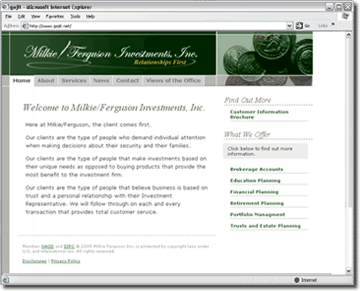 Microsoft Internet Explorer
File Edit View Favorites Tools Help
Milkie/Ferguson Investments, Inc.
Relationships First
Home About Services News Contact Views of the Office
Welcome to Milkie/Ferguson Investments, Inc.
Here at Milkie/Ferguson, the client comes first.
Our clients are the type of people who demand individual attention
when making decisions about their security and their families.
Our clients are the type of people that make investments based on
their unique needs as opposed to buying products that provide the
most benefit to the investment firm.
Our clients are the type of people that believe business is based on
trust and a personal relationship with their Investment
Representative. We will follow through on each and every
transaction that provides total customer service.
Find Out More
Customer Information
Brochure
What We Offer
Click below to find out more
information.
Brokerage Accounts
Education Planning
Financial Planning
Retirement Planning
Portfolio Managment
Trusts and Estate Planning
Member NASD and SIPC © 2005 Milkie Ferguson Inc. is protected by copyright laws under
U.S. and international law. All rights reserved.
Disclosures | Privacy Policy
Internet